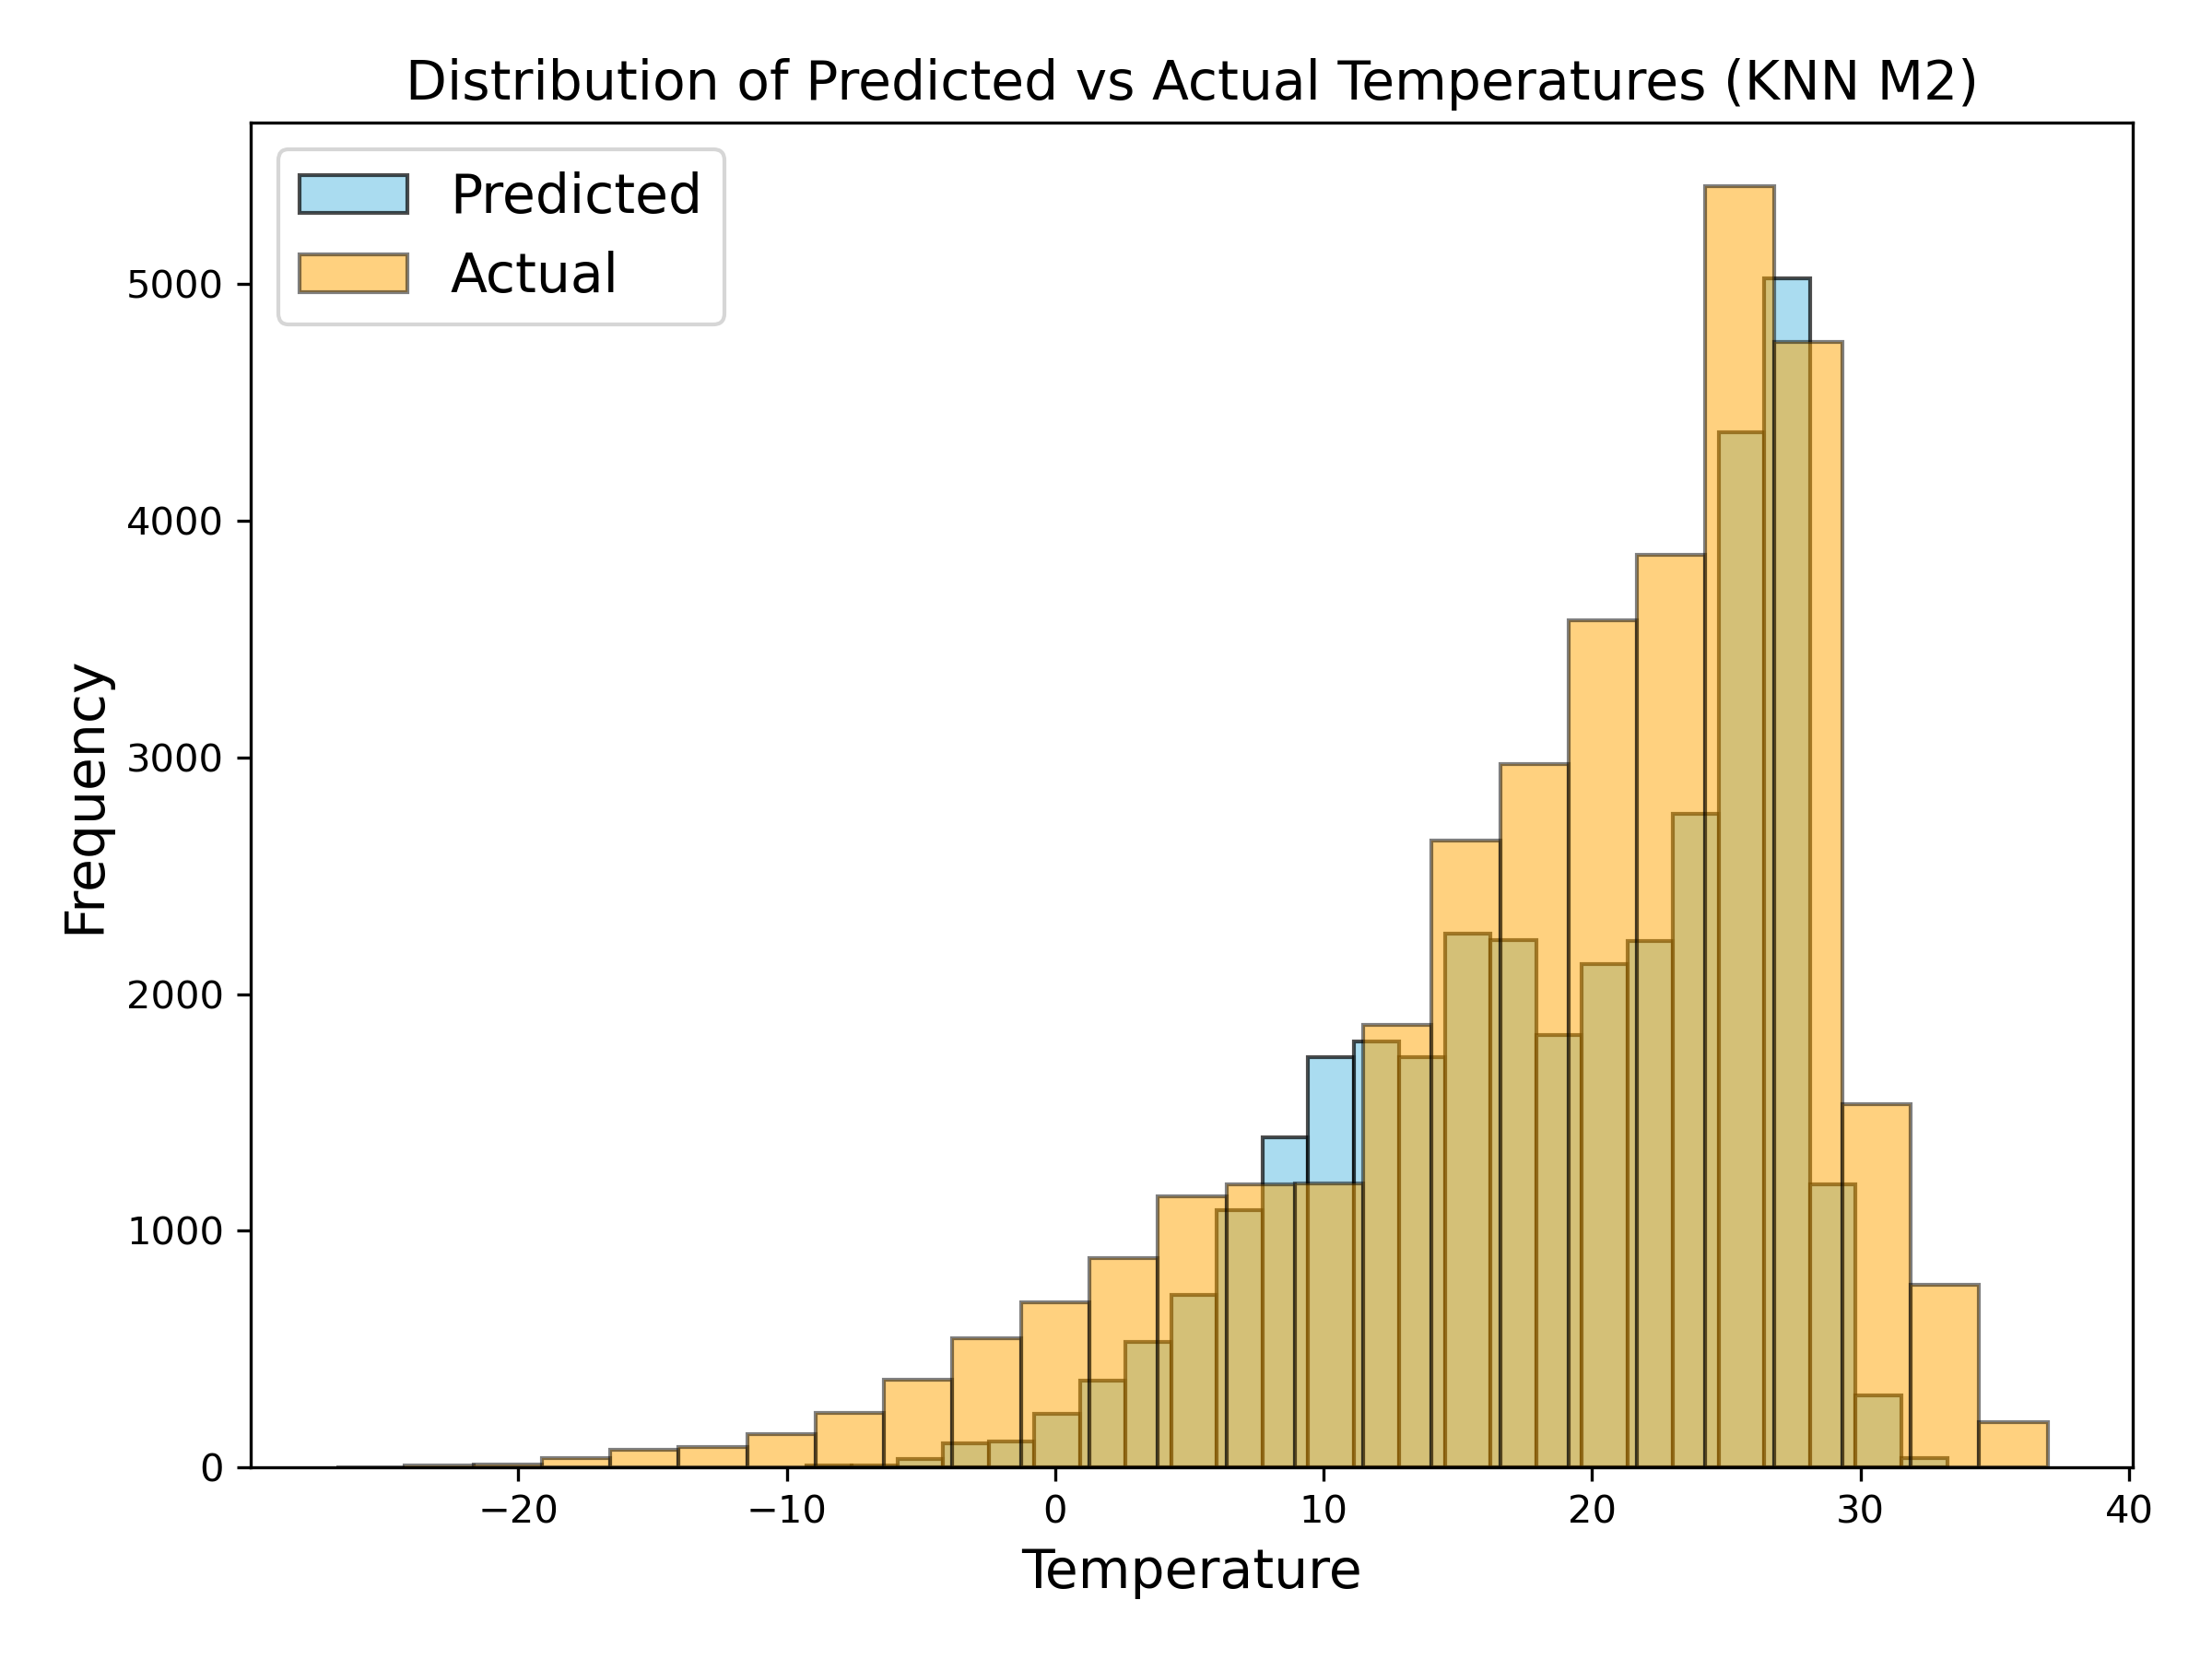 Distribution of Predicted vs Actual Temperatures (KNN M2)
Predicted
Actual
5000
4000
3000
2000
1000
0
Frequency
−20
−10
0
10
20
30
40
Temperature